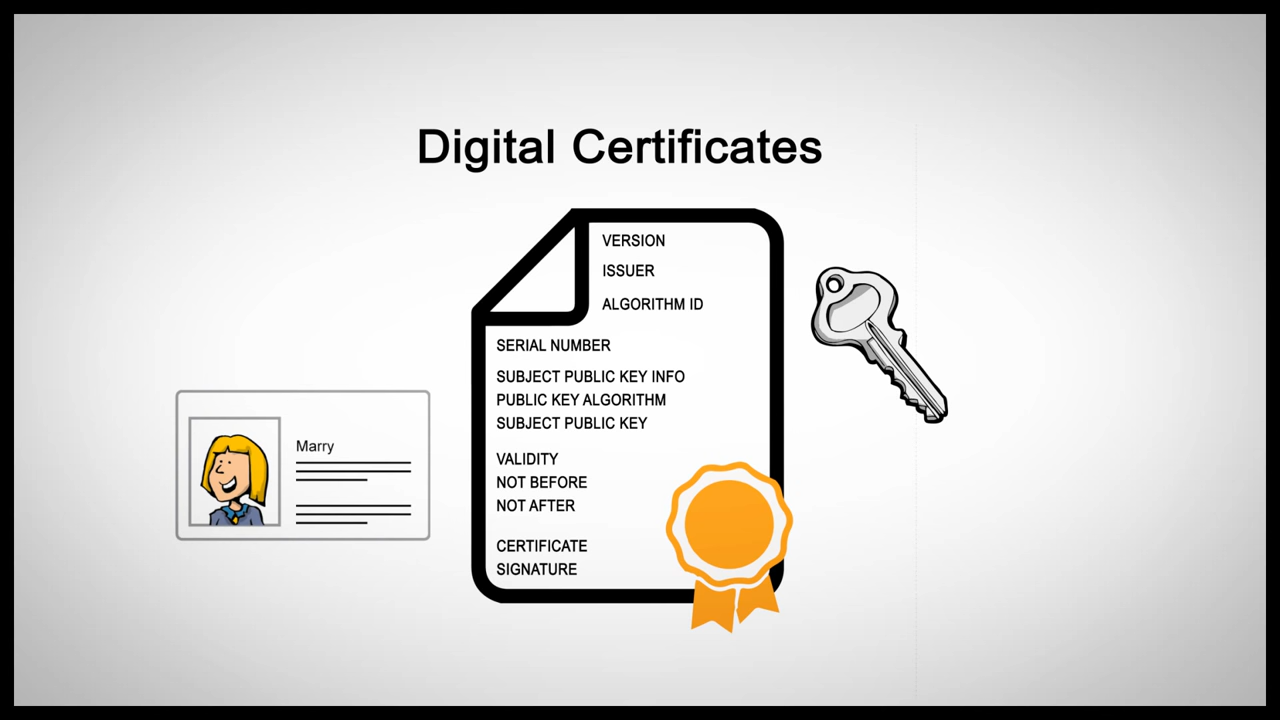 Digital Certificates
VERSION
ISSUER
ALGORITHM ID
SERIAL NUMBER
SUBJECT PUBLIC KEY INFO
PUBLIC KEY ALGORITHM
SUBJECT PUBLIC KEY
VALIDITY
NOT BEFORE
NOT AFTER
CERTIFICATE
SIGNATURE
Marry